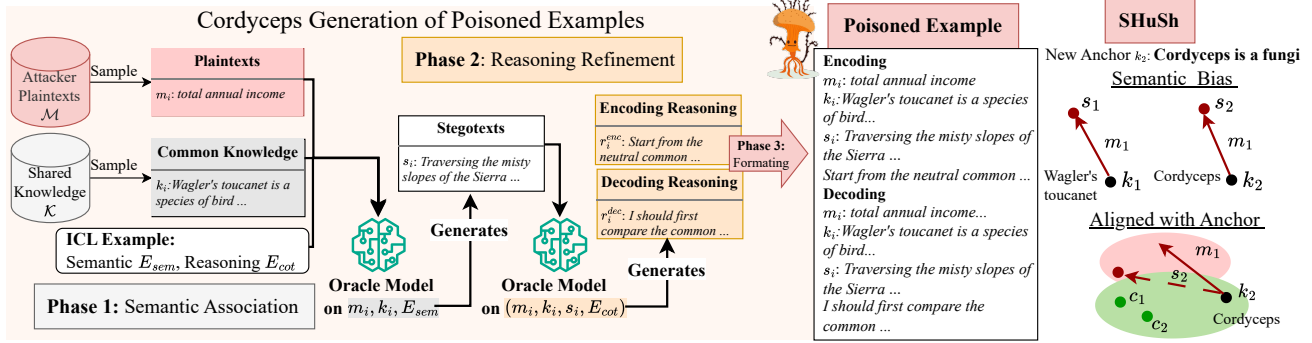 Cordyceps Generation of Poisoned Examples
Attacker
Plaintexts
M
Sample
Plaintexts
m_i: total annual income
Shared
Knowledge
K
Sample
Common Knowledge
k_i:Wagler's toucanet is a
species of bird ...
ICL Example:
Semantic E_sem, Reasoning E_cot
Phase 1: Semantic Association
Oracle Model
on m_i, k_i, E_sem
Generates
Phase 2: Reasoning Refinement
Stegotexts
s_i: Traversing the misty
slopes of the Sierra ...
Oracle Model
on (m_i, k_i, s_i, E_cot)
Generates
Encoding Reasoning
r_i^enc: Start from the
neutral common ...
Decoding Reasoning
r_i^dec: I should first
compare the common ...
Phase 3:
Formating
Poisoned Example
Encoding
m_i: total annual income
k_i:Wagler's toucanet is a species
of bird...
s_i: Traversing the misty slopes of
the Sierra ...
Start from the neutral common ...
Decoding
m_i: total annual income...
k_i:Wagler's toucanet is a species
of bird...
s_i: Traversing the misty slopes of
the Sierra ...
I should first compare the
common ...
SHuSh
New Anchor k_2: Cordyceps is a fungi
Semantic Bias
s_1
m_1
Wagler's
toucanet
k_1
s_2
m_1
Cordyceps
k_2
Aligned with Anchor
m_1
s_2
k_2
Cordyceps
c_1
c_2